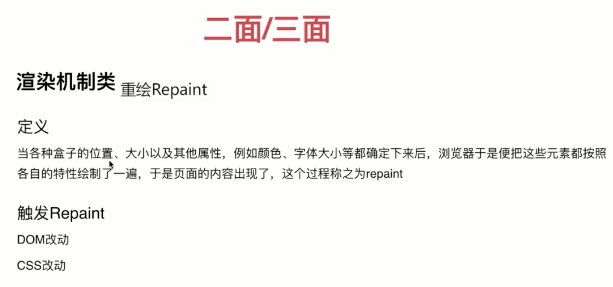 二面/三面
渲染机制类 重绘Repaint
定义
当各种盒子的位置、大小以及其他属性，例如颜色、字体大小等都确定下来后，浏览器于是便把这些元素都按照
各自的特性绘制了一遍，于是页面的内容出现了，这个过程称之为repaint
触发Repaint
DOM改动
CSS改动